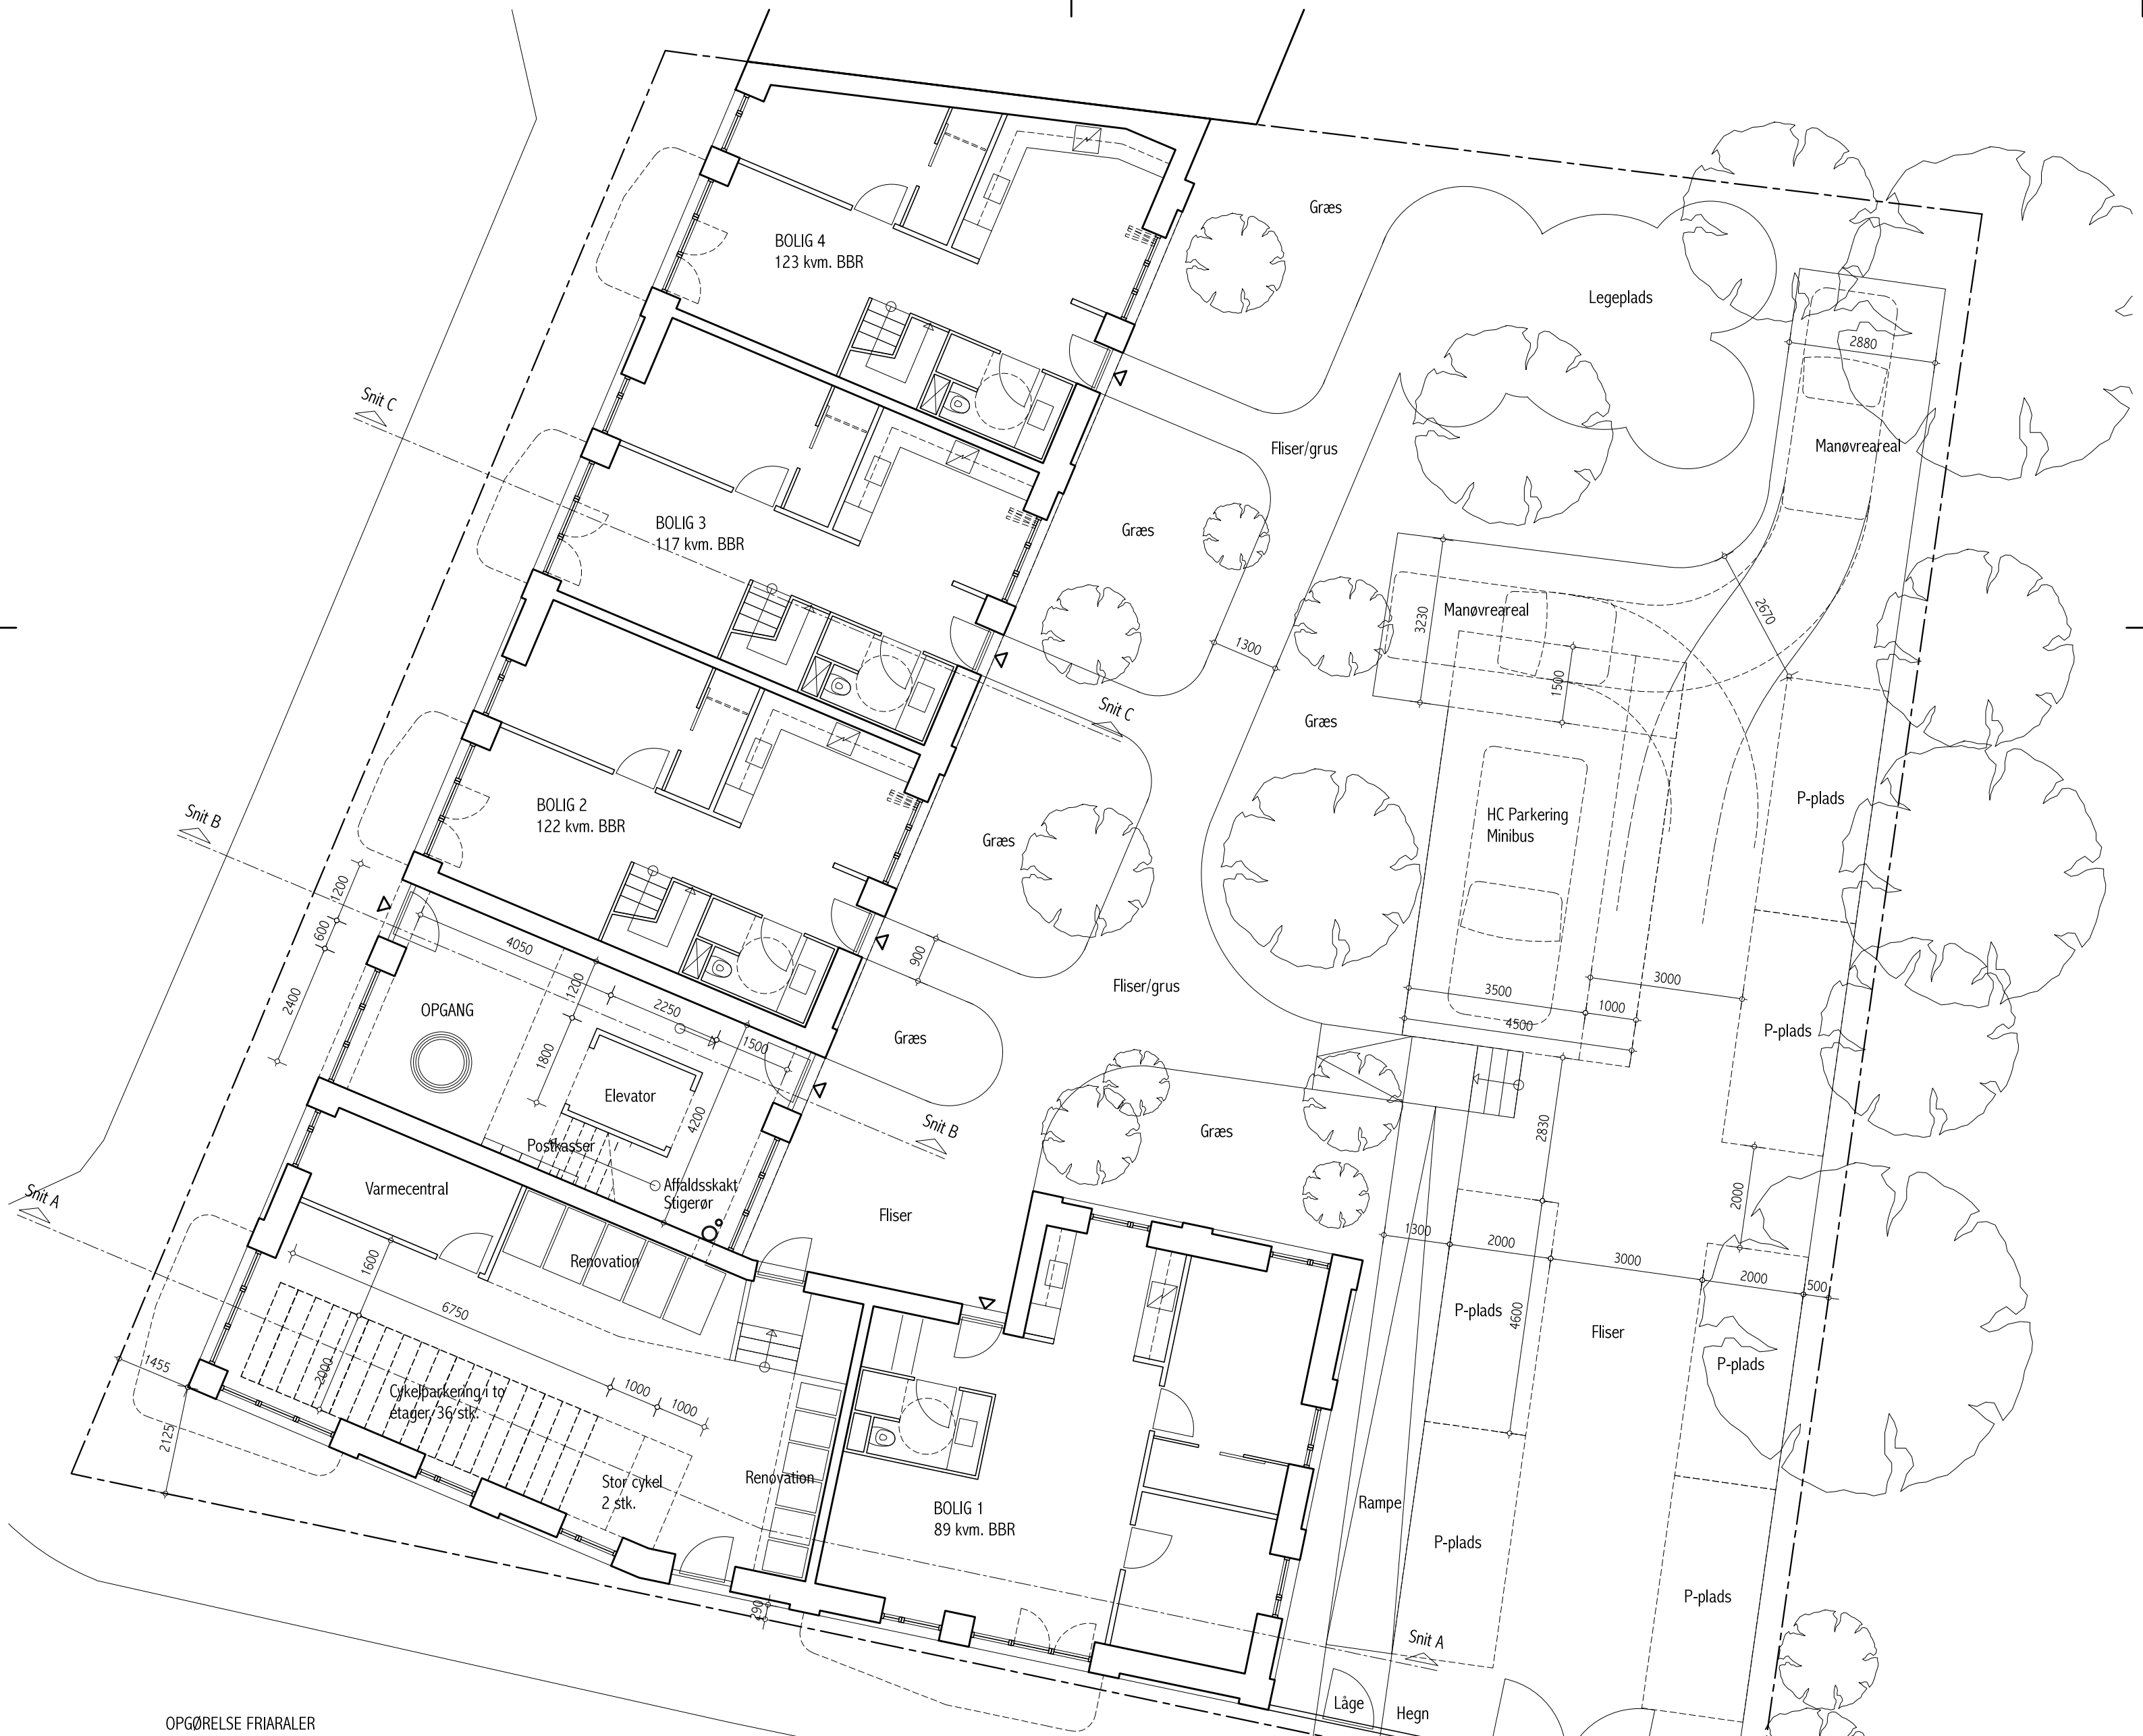 Græs
BOLIG 4
123 kvm. BBR
Legeplads
2880
Snit C
Fliser/grus
Manøvreareal
BOLIG 3
117 kvm. BBR
Græs
Manøvreareal
3230
2670
1300
1500
Snit C
Græs
BOLIG 2
122 kvm. BBR
Snit B
Græs
HC Parkering
Minibus
P-plads
1200
600
2400
4050
900
1200
2250
1500
1800
OPGANG
Fliser/grus
3000
3500
1000
4500
P-plads
Græs
Elevator
4200
Snit B
Græs
2830
Postkasser
Affaldsskakt
Stigerør
Varmecentral
Snit A
Fliser
2000
1300
2000
3000
2000
500
1600
Renovation
6750
P-plads
4600
Fliser
P-plads
1455
2000
Cykelparkering i to
etager, 36 stk.
1000
1000
2125
Stor cykel
2 stk.
Renovation
BOLIG 1
89 kvm. BBR
Rampe
P-plads
P-plads
290
Snit A
Låge
Hegn
OPGØRELSE FRIARALER